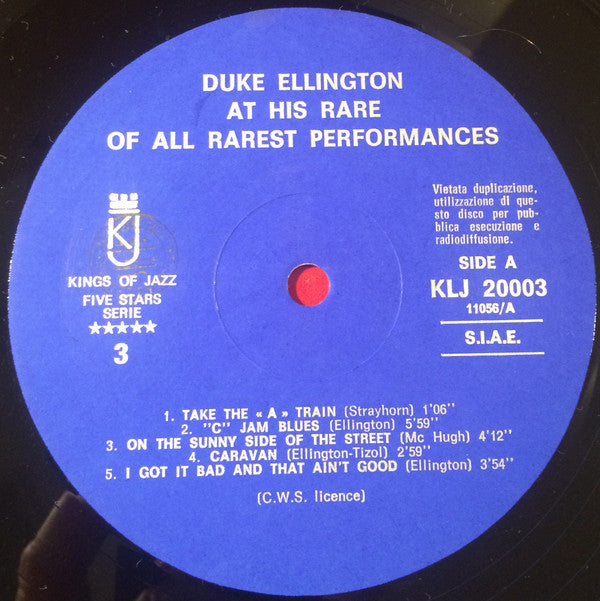 DUKE ELLINGTON
AT HIS RARE
OF ALL RAREST PERFORMANCES
KJ
KINGS OF JAZZ
FIVE STARS
SERIE
★★★★★
3
Vietata duplicazione,
utilizzazione di que-
sto disco per pub-
blica esecuzione e
radiodiffusione.
SIDE A
KLJ 20003
11056/A
S.I.A.E.
1. TAKE THE « A » TRAIN (Strayhorn) 1'06''
2. "C" JAM BLUES (Ellington) 5'59''
3. ON THE SUNNY SIDE OF THE STREET (Mc Hugh) 4'12''
4. CARAVAN (Ellington-Tizol) 2'59''
5. I GOT IT BAD AND THAT AIN'T GOOD (Ellington) 3'54''
(C.W.S. licence)